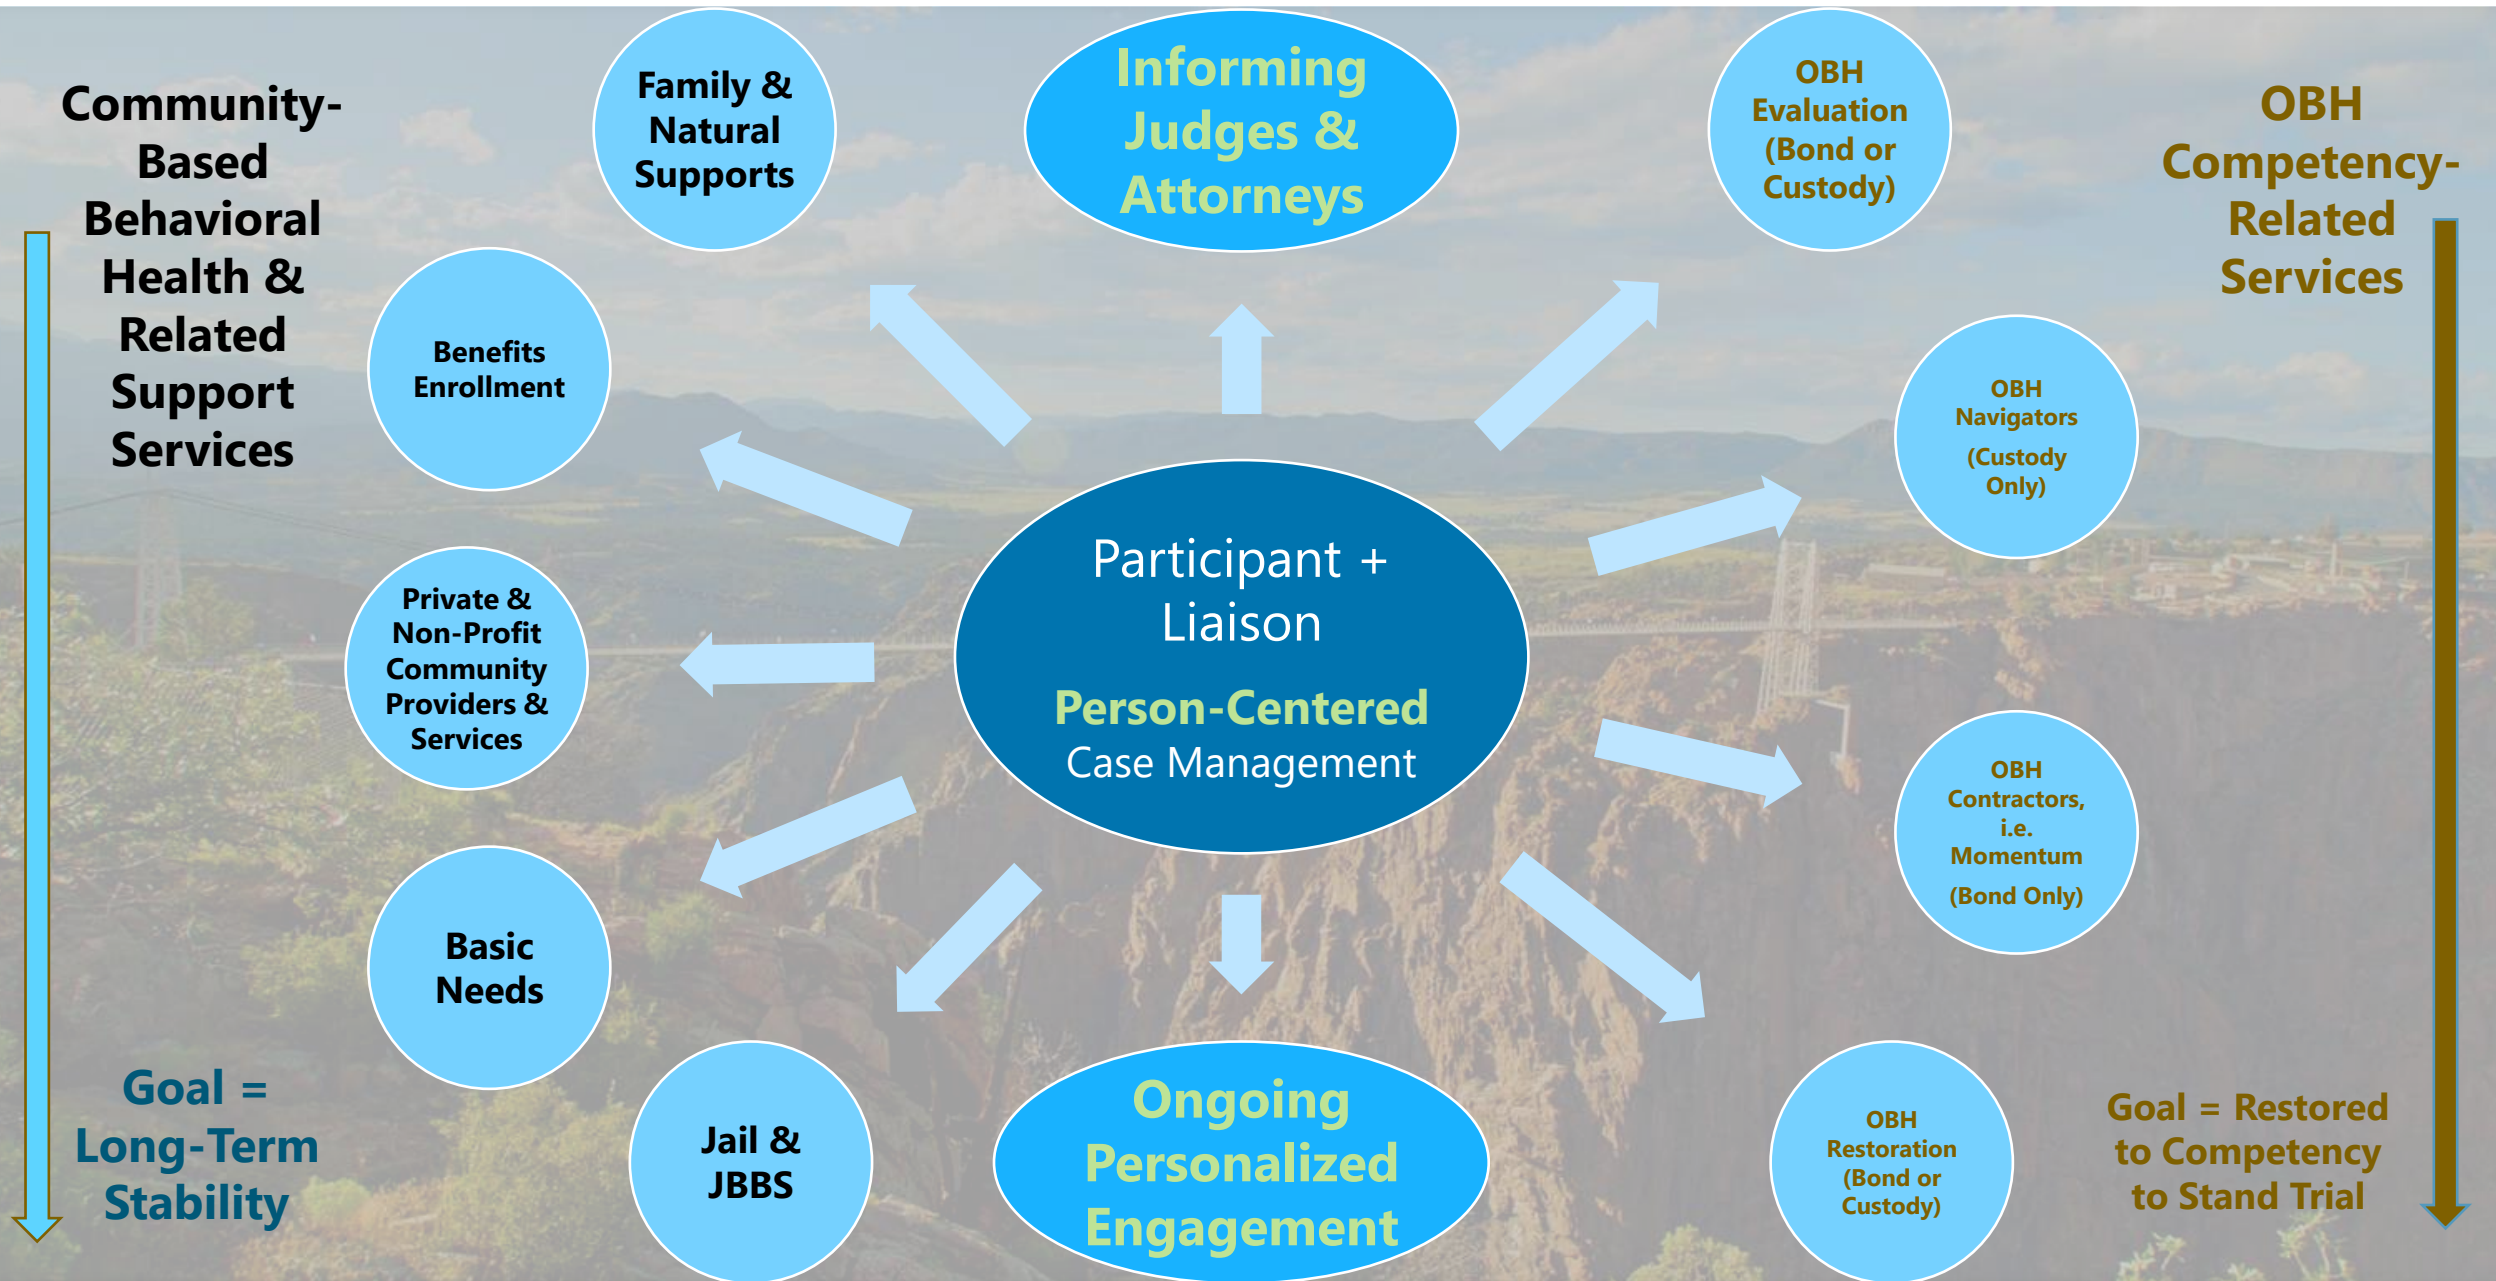 Community-
Based
Behavioral
Health &
Related
Support
Services
Goal =
Long-Term
Stability
Family &
Natural
Supports
Benefits
Enrollment
Private &
Non-Profit
Community
Providers &
Services
Basic
Needs
Jail &
JBBS
Informing
Judges &
Attorneys
Participant +
Liaison
Person-Centered
Case Management
Ongoing
Personalized
Engagement
OBH
Evaluation
(Bond or
Custody)
OBH
Navigators
(Custody
Only)
OBH
Contractors,
i.e.
Momentum
(Bond Only)
OBH
Restoration
(Bond or
Custody)
OBH
Competency-
Related
Services
Goal = Restored
to Competency
to Stand Trial